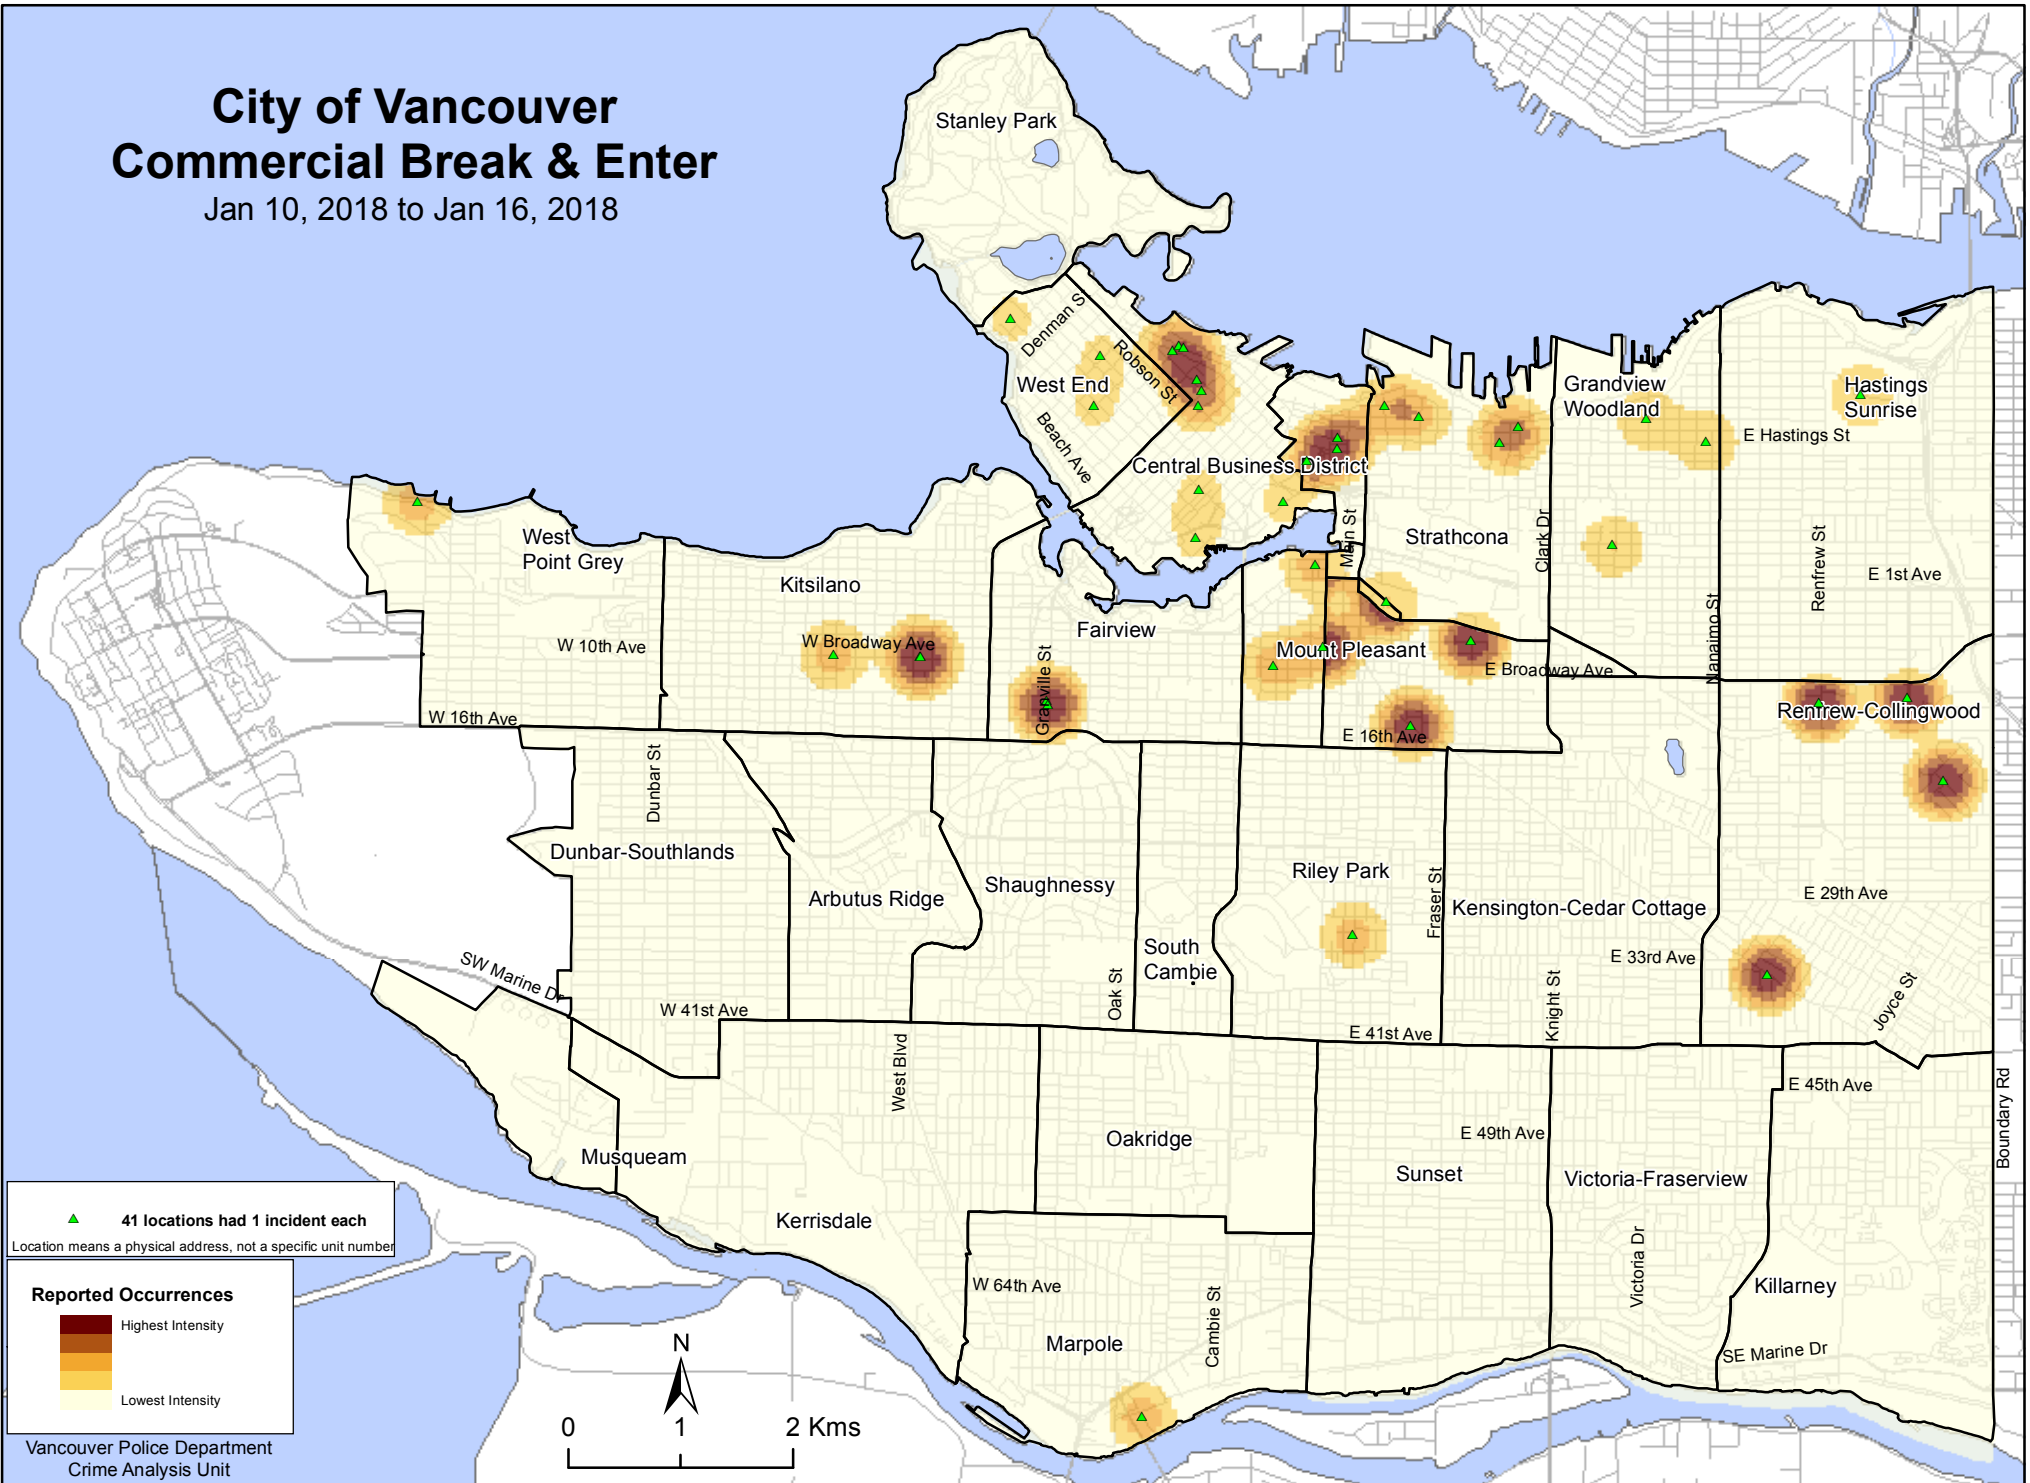 City of Vancouver
Commercial Break & Enter
Jan 10, 2018 to Jan 16, 2018
Stanley Park
Denman S
Robson St
West End
Beach Ave
Central Business District
Grandview
Woodland
Hastings
Sunrise
E Hastings St
Main St
Strathcona
Clark Dr
Renfrew St
E 1st Ave
Nanaimo St
West
Point Grey
Kitsilano
W 10th Ave
W Broadway Ave
Fairview
Granville St
Mount Pleasant
E Broadway Ave
W 16th Ave
E 16th Ave
Renfrew-Collingwood
Dunbar St
Dunbar-Southlands
Arbutus Ridge
Shaughnessy
South
Cambie
Oak St
Riley Park
Fraser St
Kensington-Cedar Cottage
E 29th Ave
E 33rd Ave
Knight St
Joyce St
SW Marine Dr
W 41st Ave
E 41st Ave
West Blvd
E 45th Ave
Boundary Rd
Oakridge
E 49th Ave
Musqueam
Sunset
Victoria-Fraserview
Kerrisdale
Victoria Dr
W 64th Ave
Cambie St
Killarney
Marpole
SE Marine Dr
41 locations had 1 incident each
Location means a physical address, not a specific unit number
Reported Occurrences
Highest Intensity
Lowest Intensity
Vancouver Police Department
Crime Analysis Unit
N
0 1 2 Kms